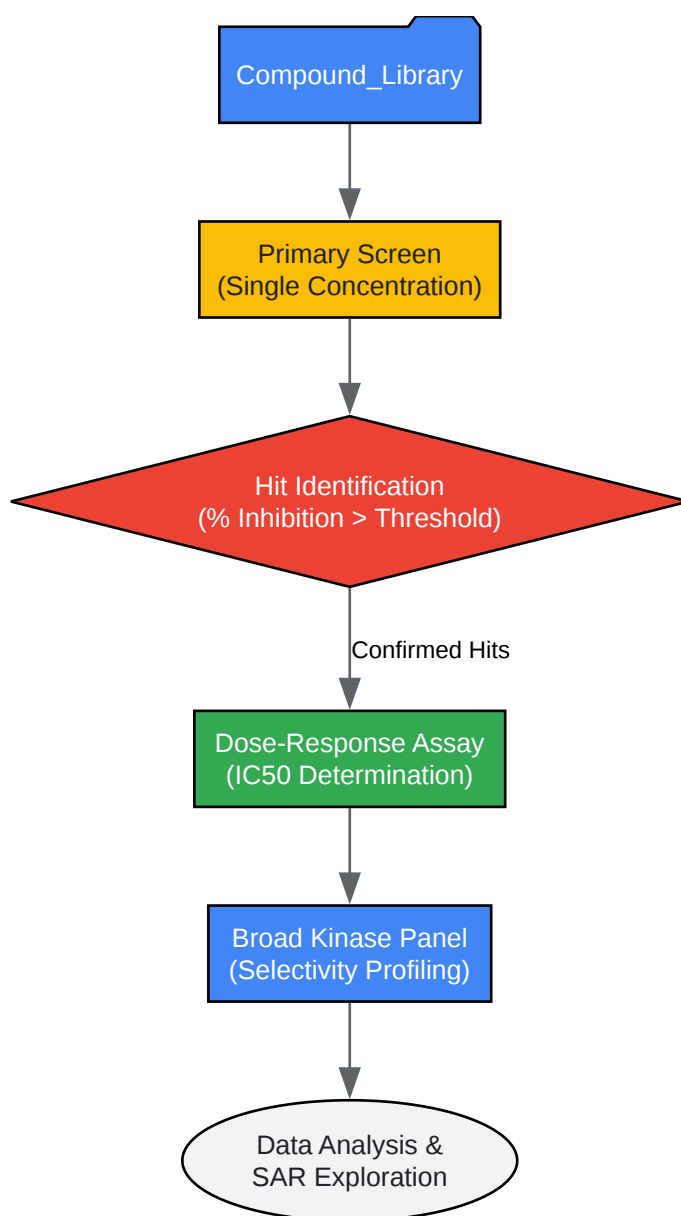 Compound_Library
Primary Screen
(Single Concentration)
Hit Identification
(% Inhibition > Threshold)
Confirmed Hits
Dose-Response Assay
(IC50 Determination)
Broad Kinase Panel
(Selectivity Profiling)
Data Analysis &
SAR Exploration